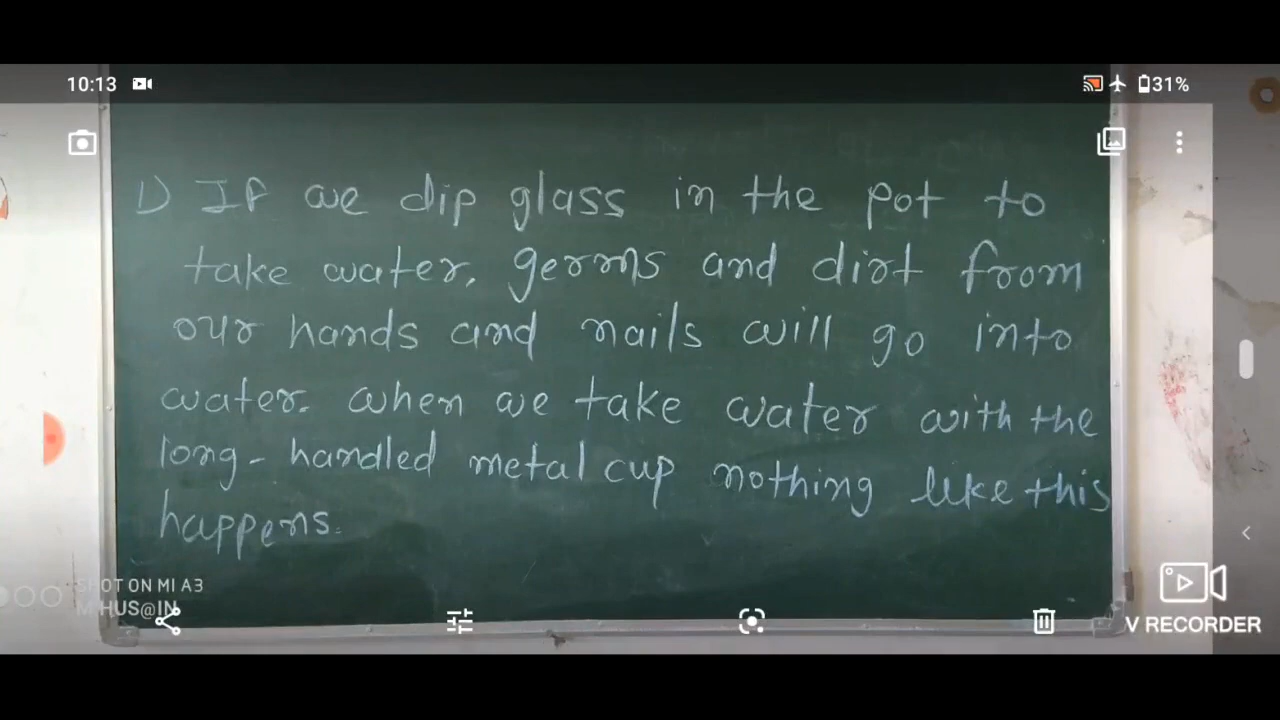 10:13
31%
1) If we dip glass in the pot to
take water, germs and dirt from
our hands and nails will go into
water. when we take water with the
long-handled metal cup nothing like this
happens.
SHOT ON MI A3
M HUS@IN
V RECORDER